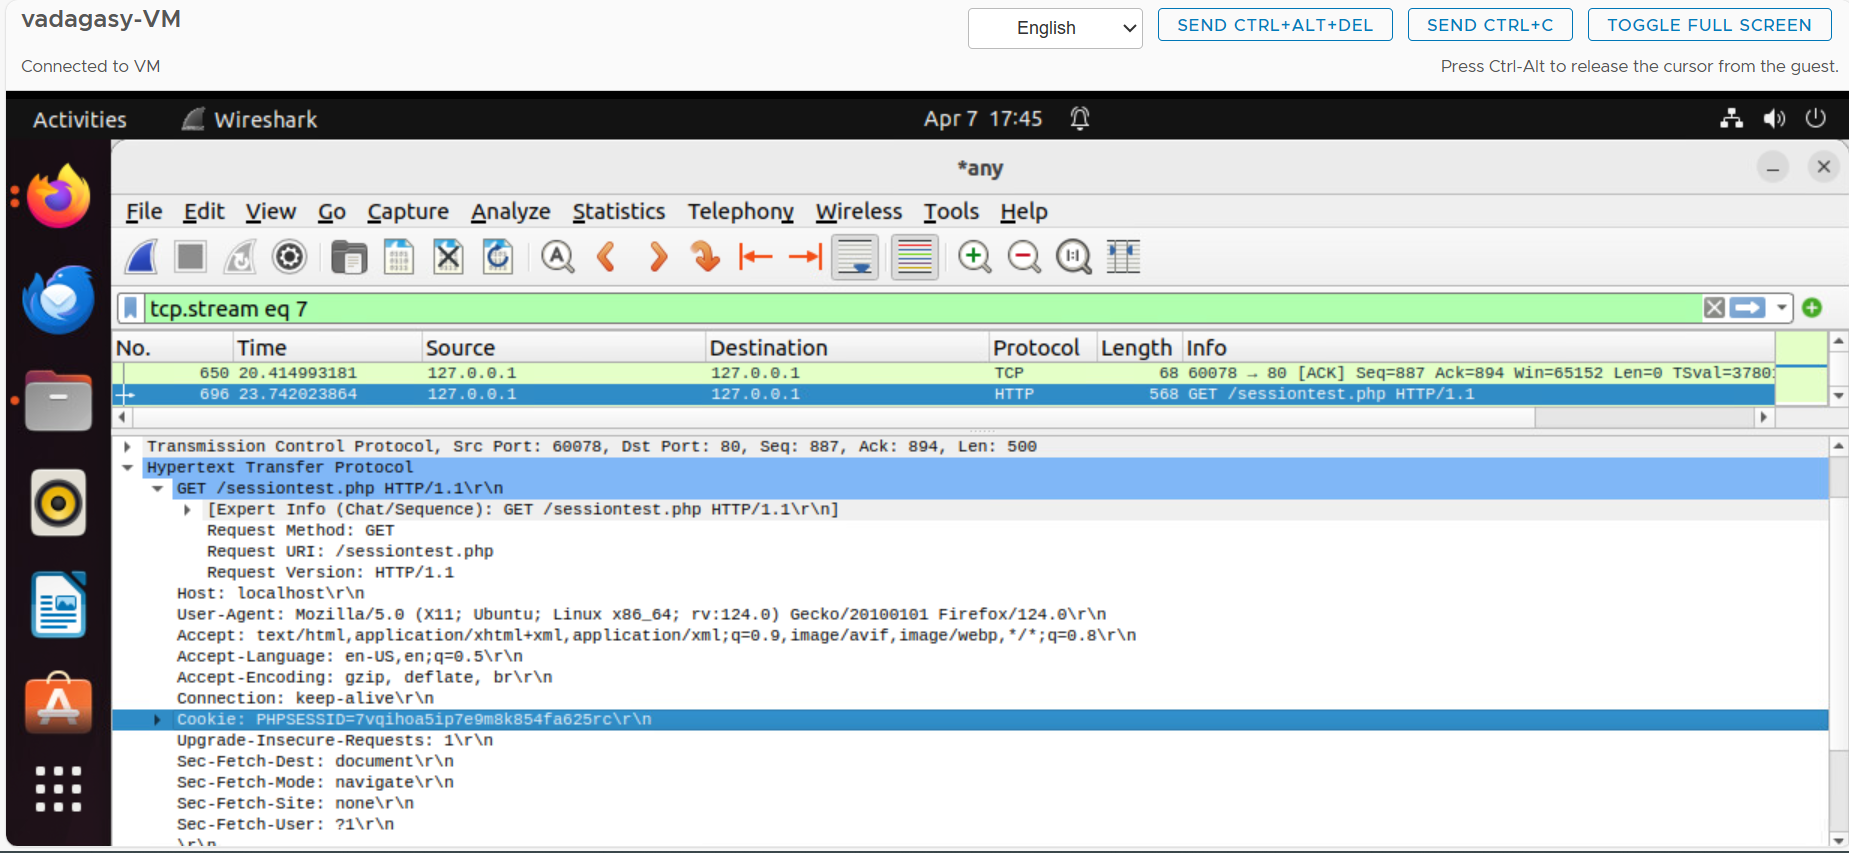 vadagasy-VM
English
SEND CTRL+ALT+DEL
SEND CTRL+C
TOGGLE FULL SCREEN
Connected to VM
Press Ctrl-Alt to release the cursor from the guest.
Activities
Wireshark
Apr 7 17:45
*any
File Edit View Go Capture Analyze Statistics Telephony Wireless Tools Help
tcp.stream eq 7
No. Time Source Destination Protocol Length Info
650 20.414993181 127.0.0.1 127.0.0.1 TCP 68 60078 → 80 [ACK] Seq=887 Ack=894 Win=65152 Len=0 TSval=3780
696 23.742023864 127.0.0.1 127.0.0.1 HTTP 568 GET /sessiontest.php HTTP/1.1
Transmission Control Protocol, Src Port: 60078, Dst Port: 80, Seq: 887, Ack: 894, Len: 500
Hypertext Transfer Protocol
GET /sessiontest.php HTTP/1.1\r\n
[Expert Info (Chat/Sequence): GET /sessiontest.php HTTP/1.1\r\n]
Request Method: GET
Request URI: /sessiontest.php
Request Version: HTTP/1.1
Host: localhost\r\n
User-Agent: Mozilla/5.0 (X11; Ubuntu; Linux x86_64; rv:124.0) Gecko/20100101 Firefox/124.0\r\n
Accept: text/html,application/xhtml+xml,application/xml;q=0.9,image/avif,image/webp,*/*;q=0.8\r\n
Accept-Language: en-US,en;q=0.5\r\n
Accept-Encoding: gzip, deflate, br\r\n
Connection: keep-alive\r\n
Cookie: PHPSESSID=7vqihoa5ip7e9m8k854fa625rc\r\n
Upgrade-Insecure-Requests: 1\r\n
Sec-Fetch-Dest: document\r\n
Sec-Fetch-Mode: navigate\r\n
Sec-Fetch-Site: none\r\n
Sec-Fetch-User: ?1\r\n
\r\n